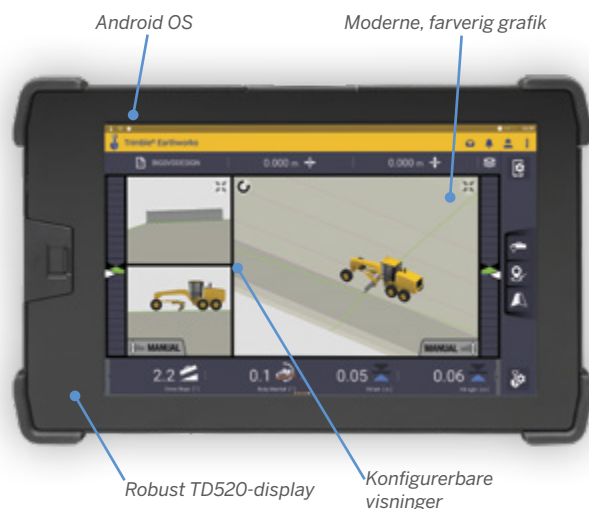 Android OS
Moderne, farverig grafik
Trimble® Earthworks
0.000 m
0.000 m
MANUAL
MANUAL
2.2
0.1
0.05
0.06
Robust TD520-display
Konfigurerbare
visninger